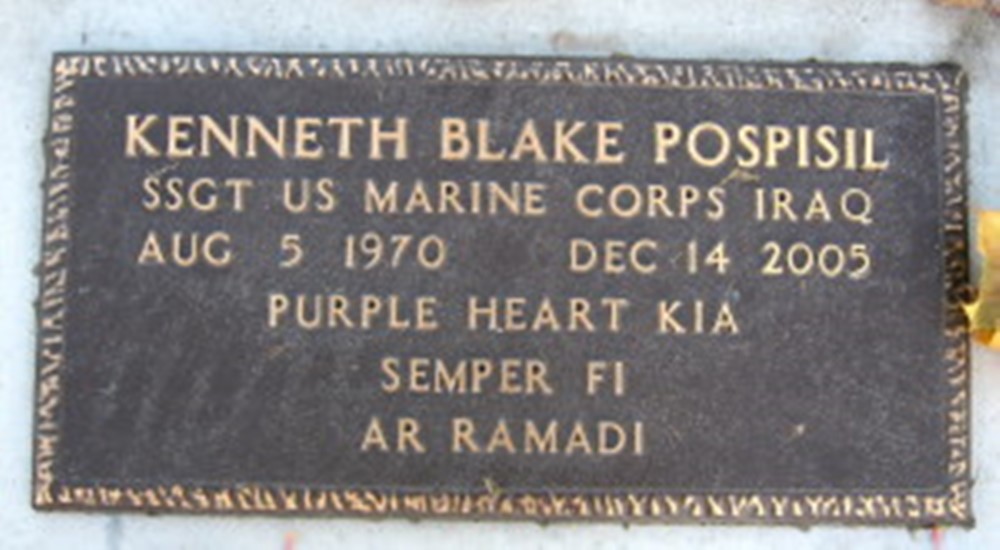 KENNETH BLAKE POSPISIL
SSGT US MARINE CORPS IRAQ
AUG 5 1970 DEC 14 2005
PURPLE HEART KIA
SEMPER FI
AR RAMADI